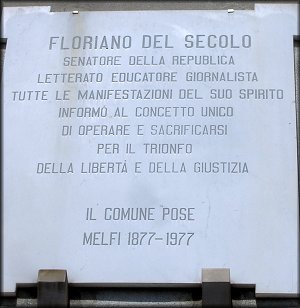 FLORIANO DEL SECOLO
SENATORE DELLA REPUBBLICA
LETTERATO EDUCATORE GIORNALISTA
TUTTE LE MANIFESTAZIONI DEL SUO SPIRITO
INFORMÒ AL CONCETTO UNICO
DI OPERARE E SACRIFICARSI
PER IL TRIONFO
DELLA LIBERTÀ E DELLA GIUSTIZIA
IL COMUNE POSE
MELFI 1877-1977